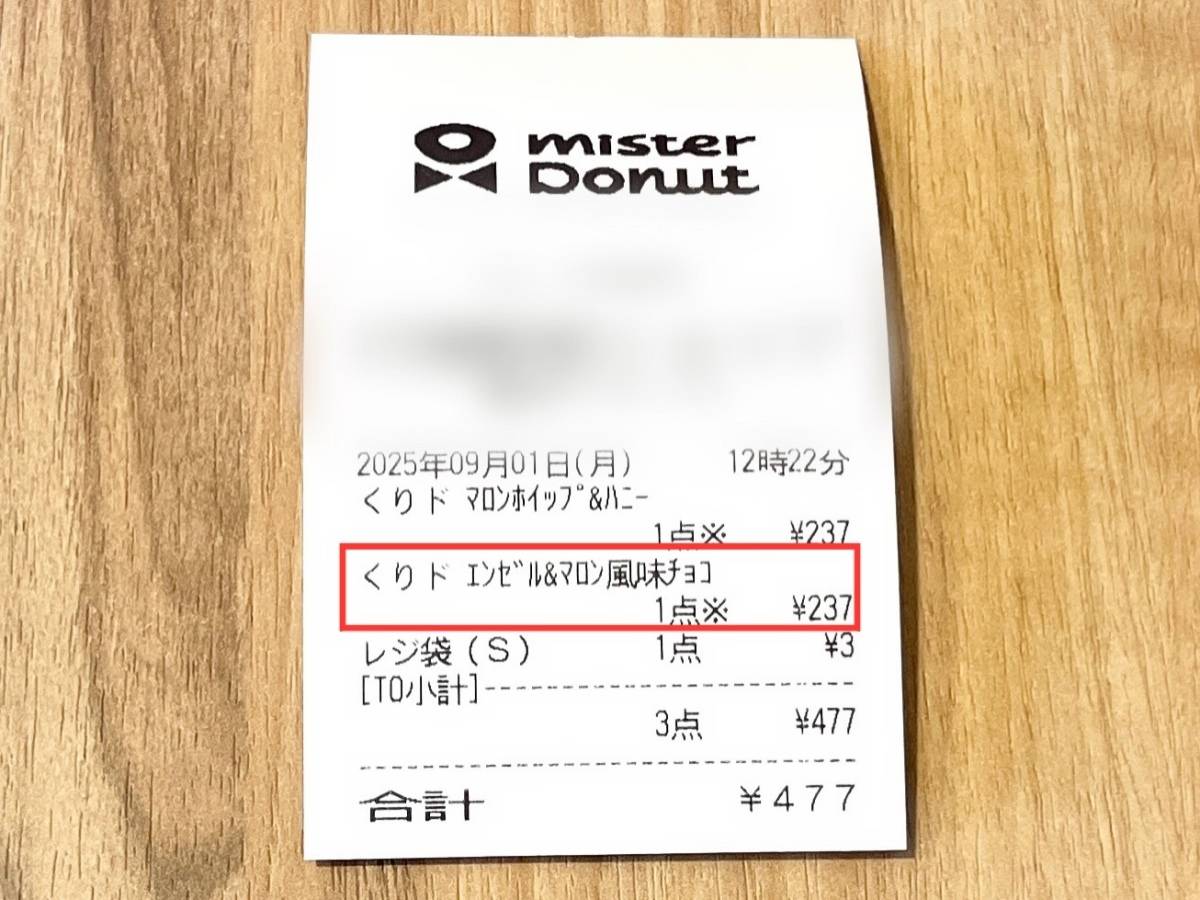 mister
Donut
2025年09月01日(月) 12時22分
くりド ﾏﾛﾝﾎｲｯﾌﾟ&ﾊﾆｰ
1点※ ¥237
くりド ｴﾝｾﾞﾙ&ﾏﾛﾝ風味ﾁｮｺ
1点※ ¥237
レジ袋(S) 1点 ¥3
[TO小計]
3点 ¥477
合計 ¥477